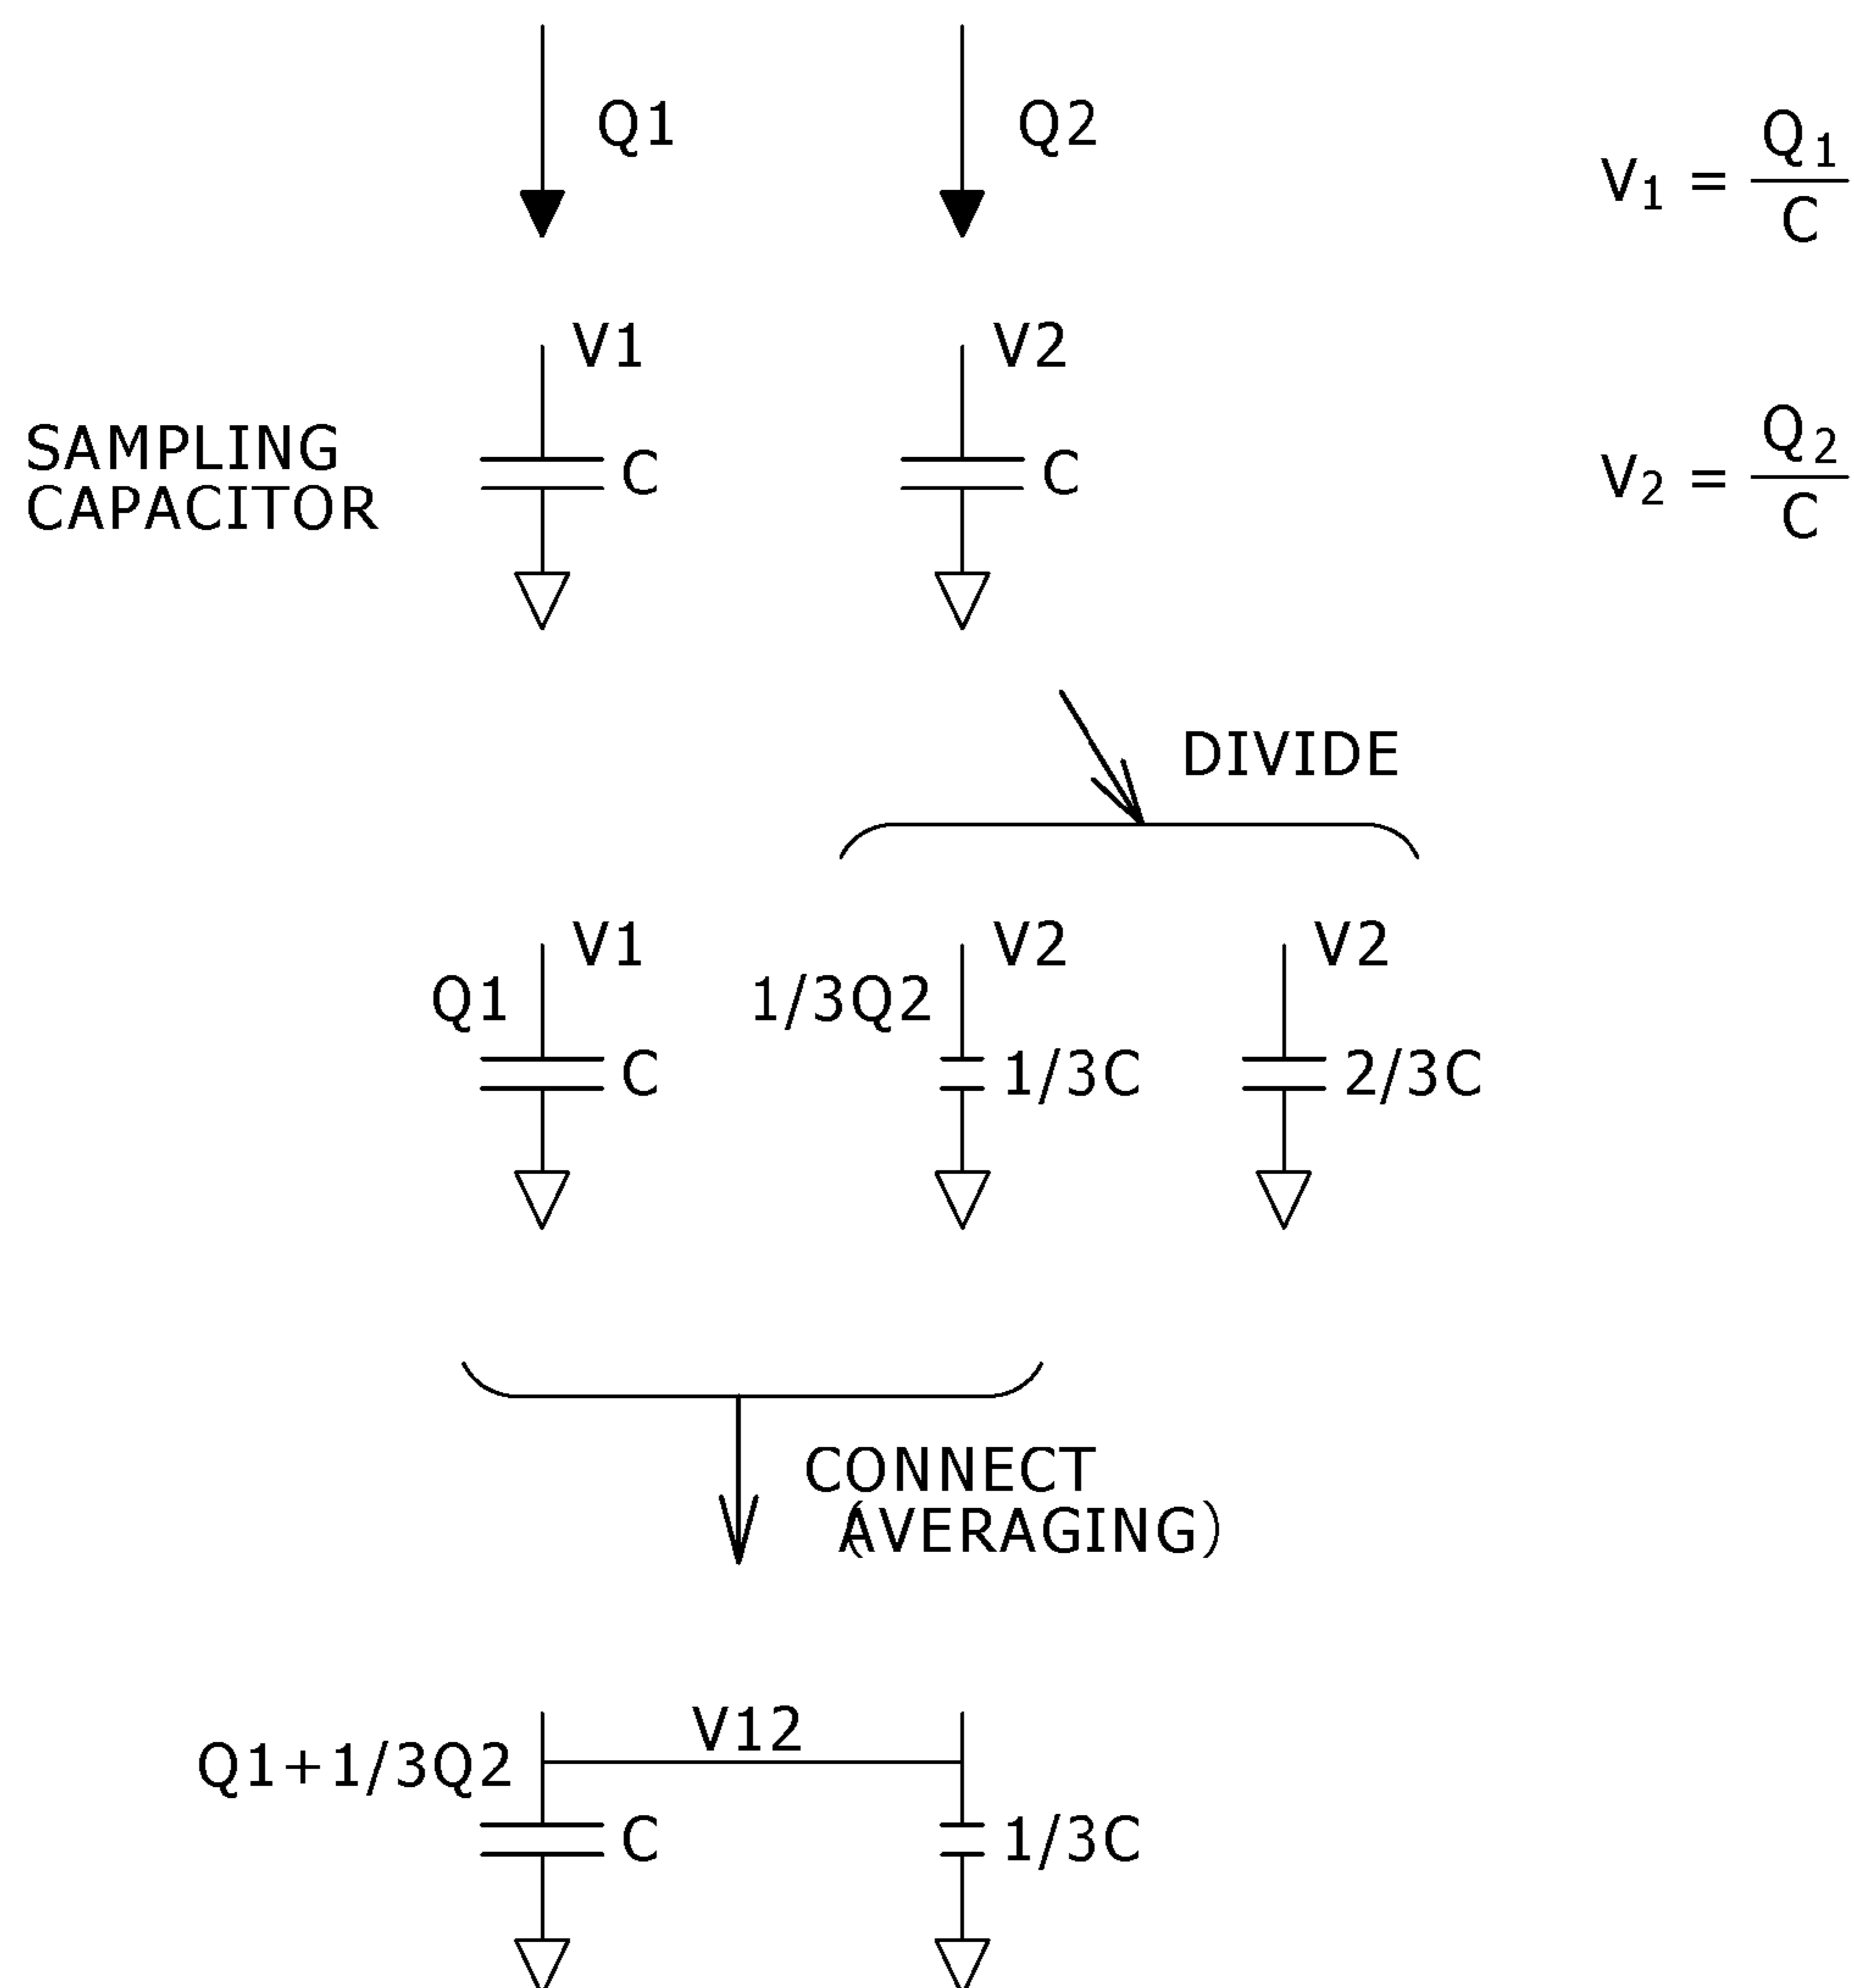 Q1
Q2
V₁ = Q₁/C
V1
V2
SAMPLING
CAPACITOR
C
C
V₂ = Q₂/C
DIVIDE
V1
V2
V2
Q1
1/3Q2
C
1/3C
2/3C
CONNECT
(AVERAGING)
V12
Q1+1/3Q2
C
1/3C